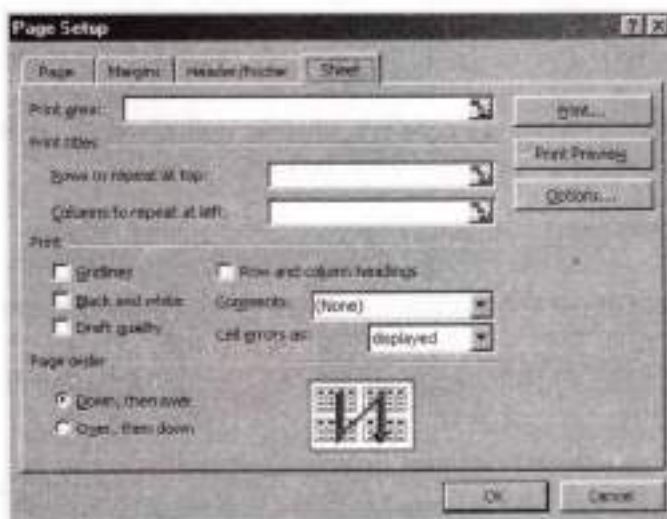 Page Setup
Page Margins Header/Footer Sheet
Print area: Print...
Print titles Print Preview
Rows to repeat at top: Options...
Columns to repeat at left:
Print
Gridlines Row and column headings
Black and white Comments: (None)
Draft quality Cell errors as: displayed
Page order
Down, then over
Over, then down
OK Cancel